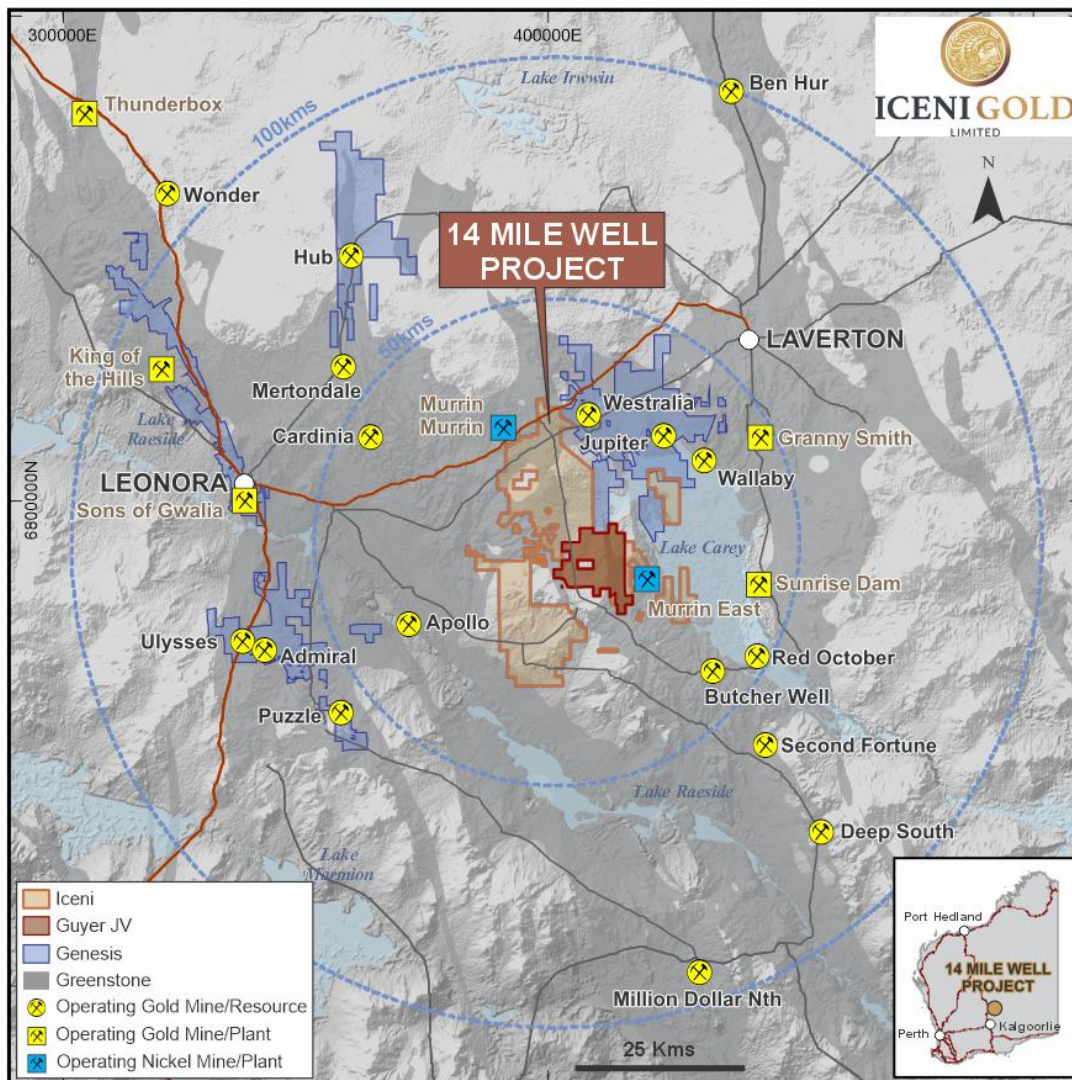 300000E
400000E
6800000N
ICENI GOLD
LIMITED
N
Lake Irwwin
Ben Hur
Thunderbox
100kms
Wonder
14 MILE WELL
PROJECT
Hub
50kms
LAVERTON
King of
the Hills
Mertondale
Lake
Raeside
Murrin
Murrin
Westralia
Cardinia
Jupiter
Granny Smith
Wallaby
LEONORA
Sons of Gwalia
Lake Carey
Sunrise Dam
Murrin East
Ulysses
Admiral
Apollo
Red October
Butcher Well
Puzzle
Second Fortune
Lake Raeside
Deep South
Lake
Marmion
Million Dollar Nth
25 Kms
Iceni
Guyer JV
Genesis
Greenstone
Operating Gold Mine/Resource
Operating Gold Mine/Plant
Operating Nickel Mine/Plant
Port Hedland
14 MILE WELL
PROJECT
Kalgoorlie
Perth